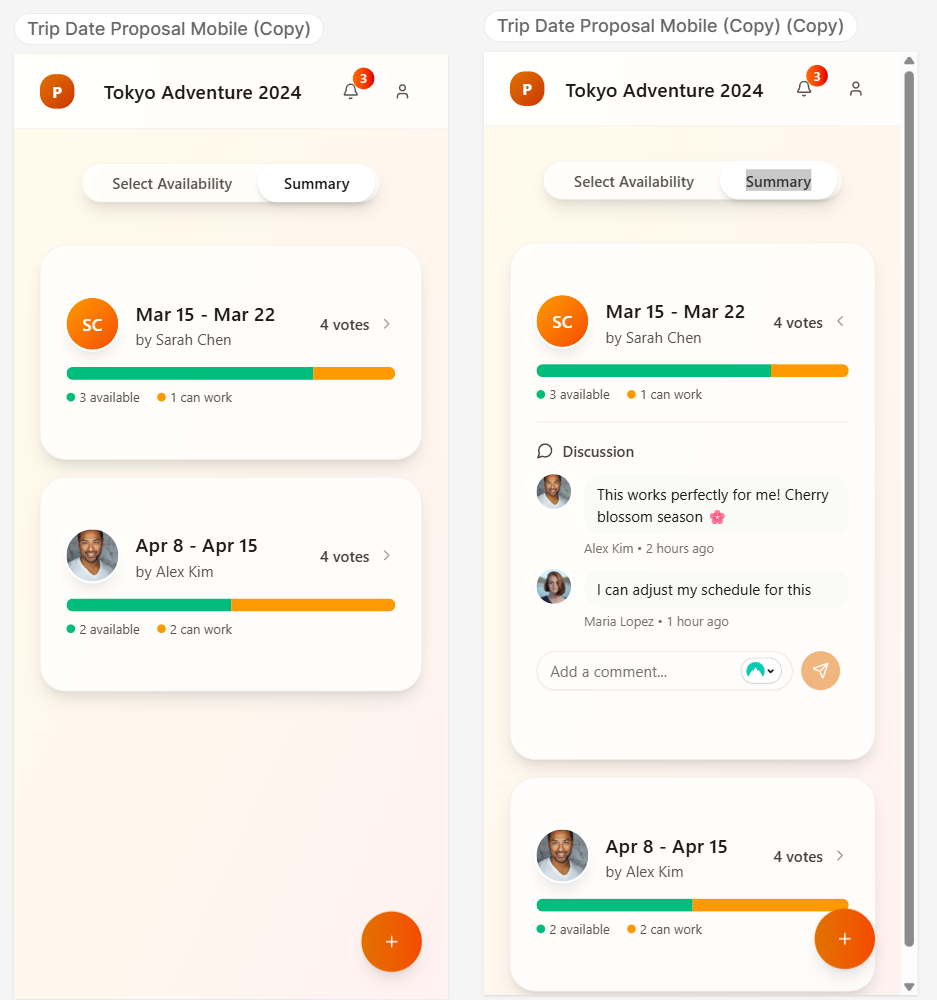 Trip Date Proposal Mobile (Copy)
P
Tokyo Adventure 2024
3
Select Availability
Summary
SC
Mar 15 - Mar 22
by Sarah Chen
4 votes
3 available
1 can work
Apr 8 - Apr 15
by Alex Kim
4 votes
2 available
2 can work
+
Trip Date Proposal Mobile (Copy) (Copy)
P
Tokyo Adventure 2024
3
Select Availability
Summary
SC
Mar 15 - Mar 22
by Sarah Chen
4 votes
3 available
1 can work
Discussion
This works perfectly for me! Cherry
blossom season 🌸
Alex Kim • 2 hours ago
I can adjust my schedule for this
Maria Lopez • 1 hour ago
Add a comment...
Apr 8 - Apr 15
by Alex Kim
4 votes
2 available
2 can work
+